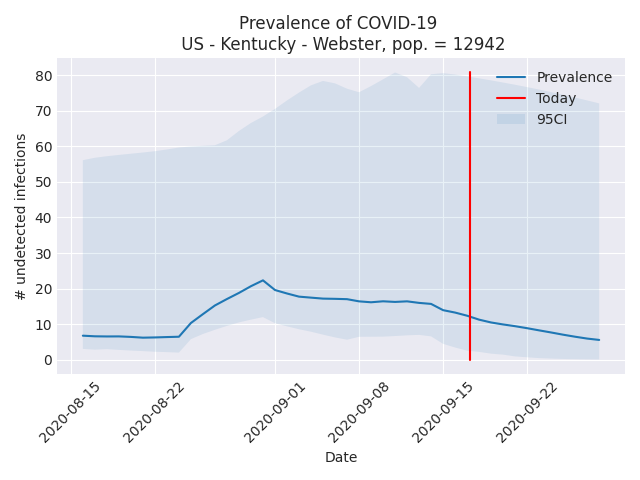 Prevalence of COVID-19
US - Kentucky - Webster, pop. = 12942
Prevalence
Today
95CI
# undetected infections
80
70
60
50
40
30
20
10
0
2020-08-15
2020-08-22
2020-09-01
2020-09-08
2020-09-15
2020-09-22
Date